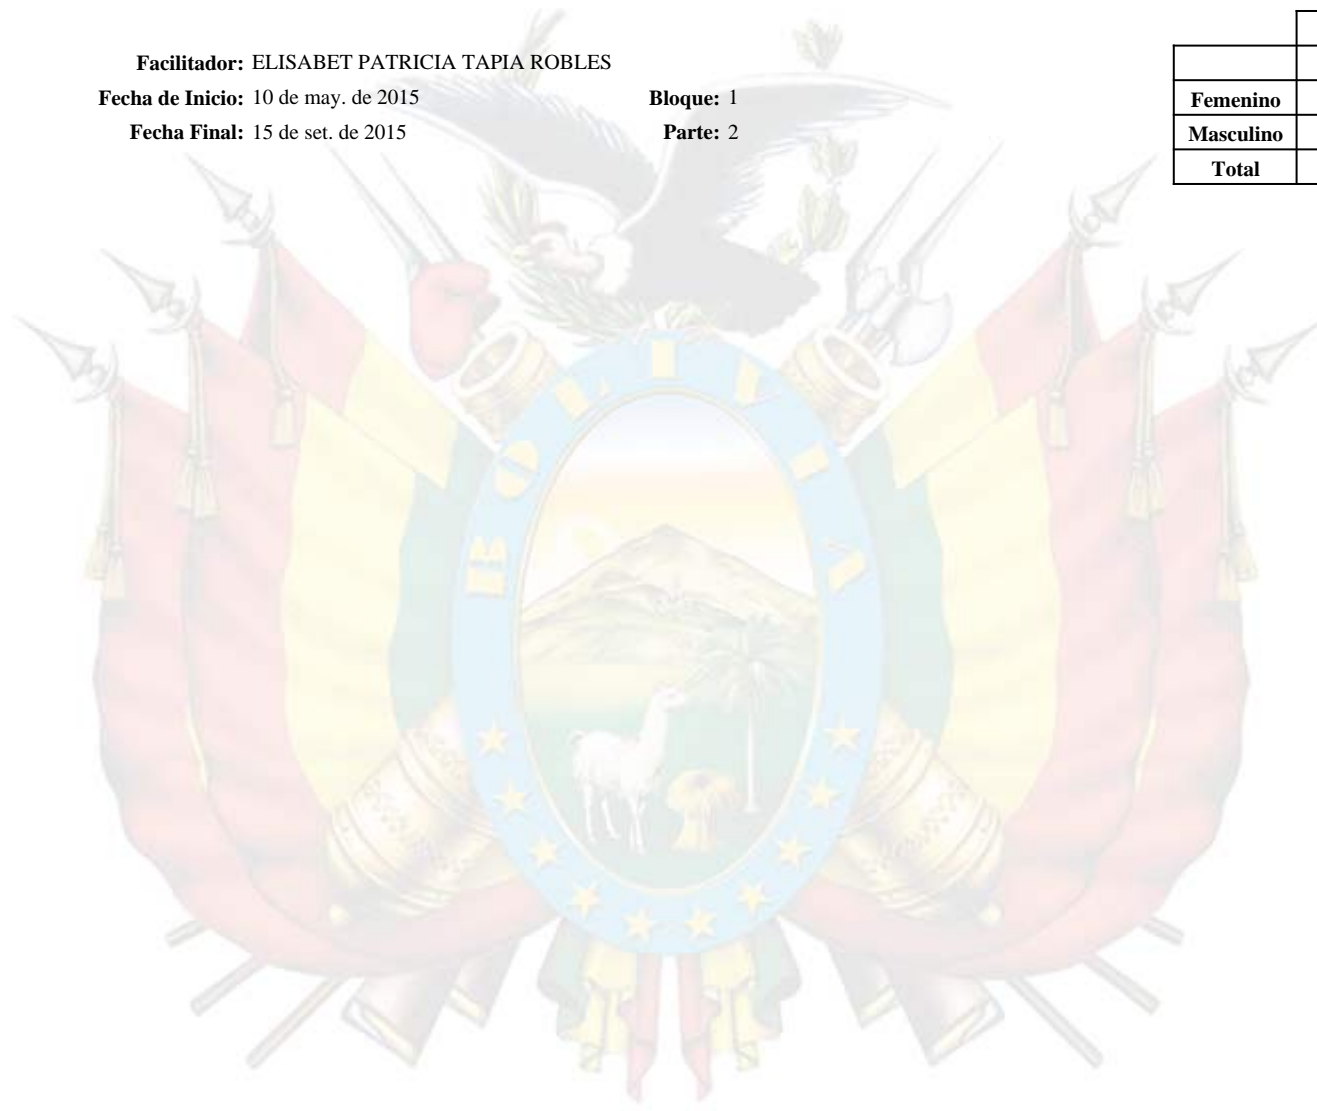 Facilitador: ELISABET PATRICIA TAPIA ROBLES
Fecha de Inicio: 10 de may. de 2015 Bloque: 1
Fecha Final: 15 de set. de 2015 Parte: 2
Femenino
Masculino
Total
BOLIVIA